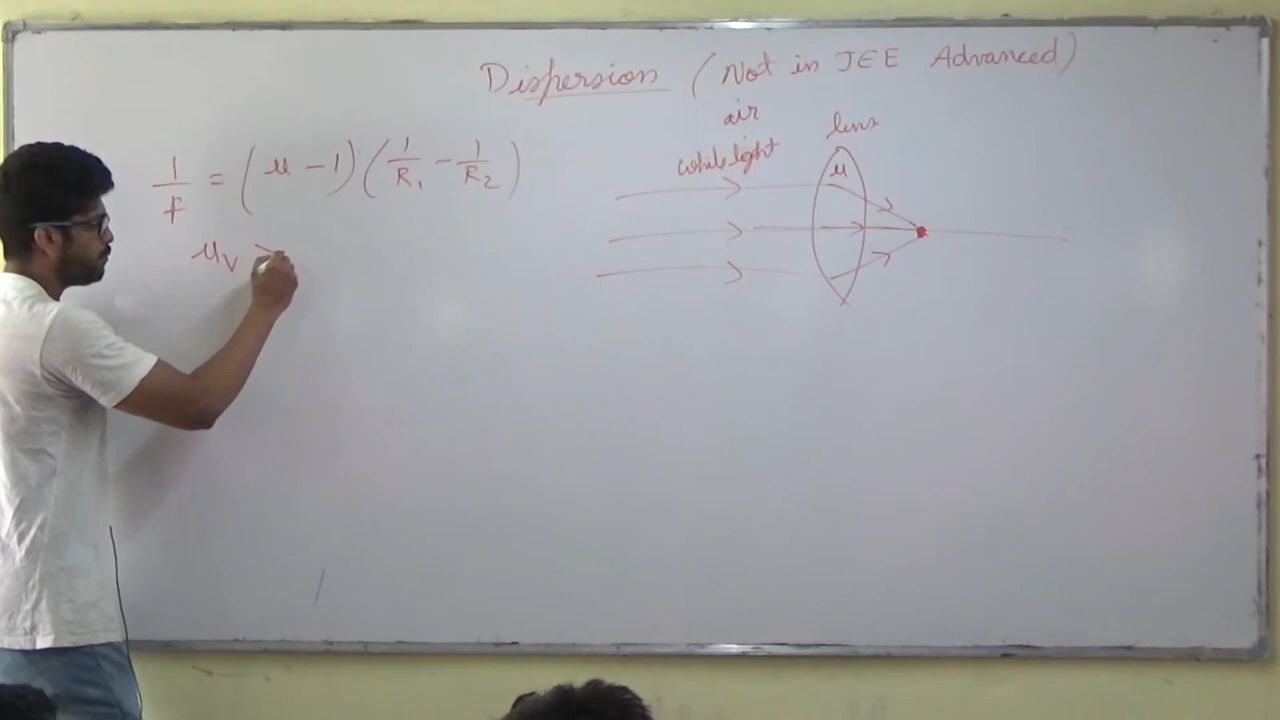 Dispersion (Not in JEE Advanced)
air
lens
white light
μ
1/f = (μ - 1)(1/R₁ - 1/R₂)
μᵥ >